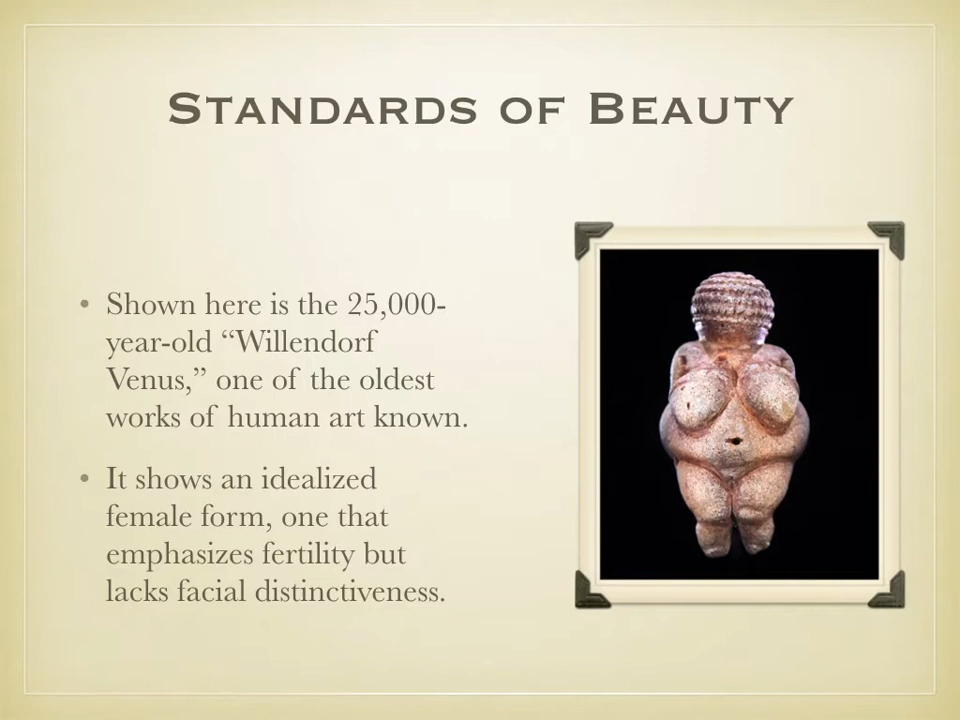 Standards of Beauty
• Shown here is the 25,000-
year-old “Willendorf
Venus,” one of the oldest
works of human art known.
• It shows an idealized
female form, one that
emphasizes fertility but
lacks facial distinctiveness.